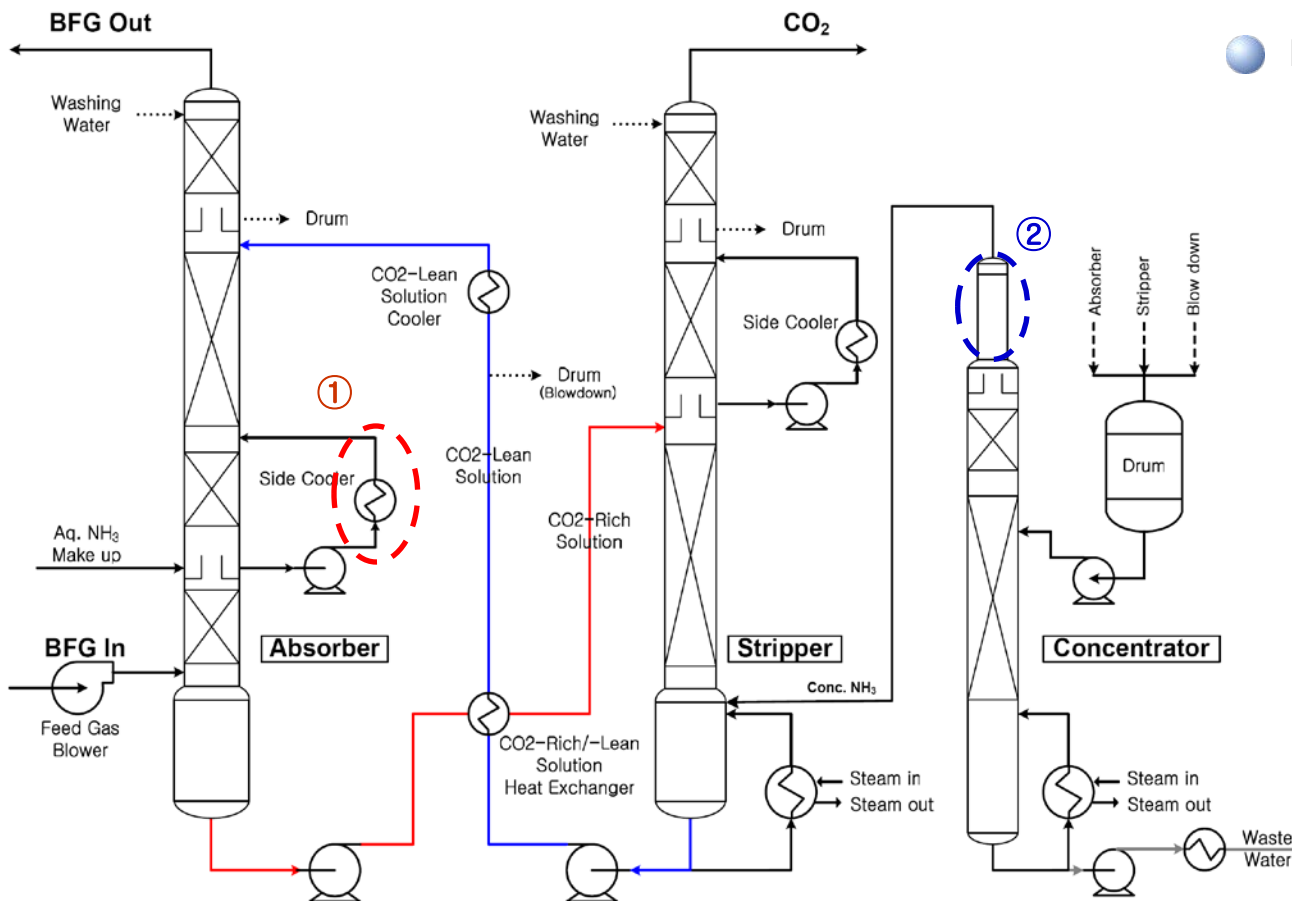 BFG Out
CO₂
Washing
Water
Drum
CO2-Lean
Solution
Cooler
Drum
(Blowdown)
①
Side Cooler
CO2-Lean
Solution
Aq. NH₃
Make up
BFG In
Feed Gas
Blower
Absorber
CO2-Rich/-Lean
Solution
Heat Exchanger
CO2-Rich
Solution
Washing
Water
Drum
Side Cooler
Stripper
Conc. NH₃
Steam in
Steam out
②
Absorber
Stripper
Blow down
Drum
Concentrator
Steam in
Steam out
Waste
Water